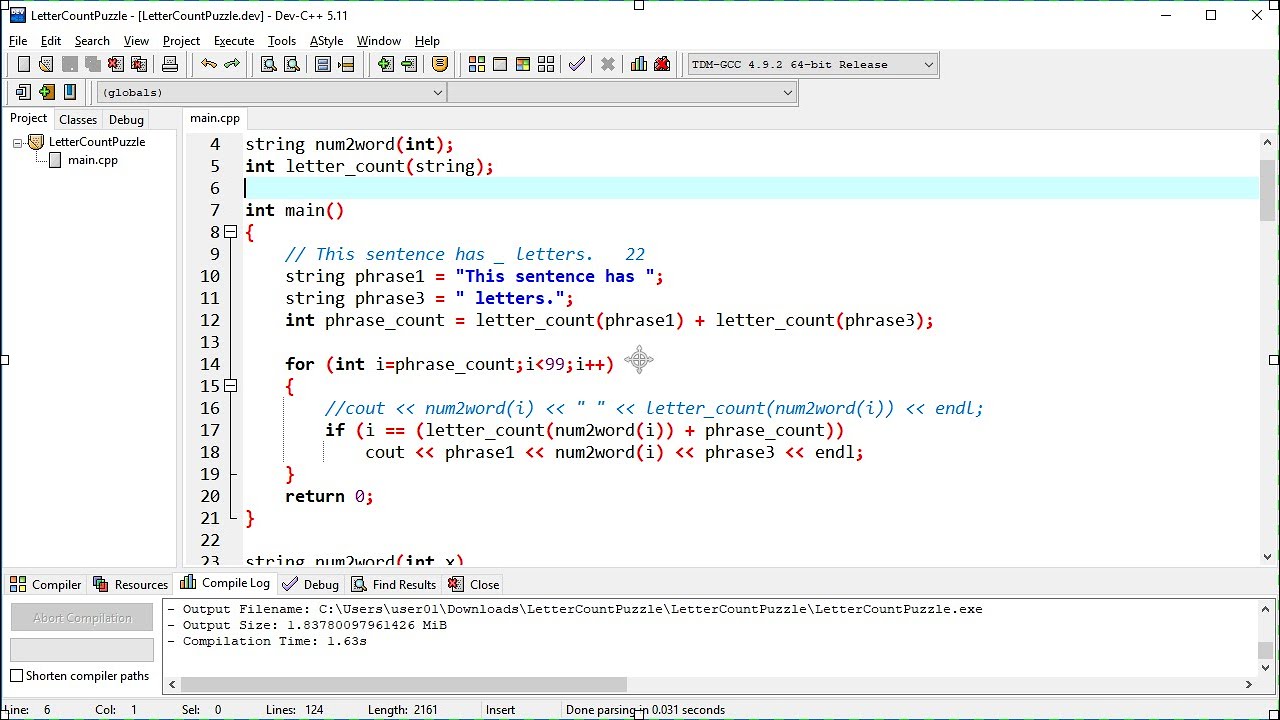 LetterCountPuzzle - [LetterCountPuzzle.dev] - Dev-C++ 5.11
File Edit Search View Project Execute Tools AStyle Window Help
TDM-GCC 4.9.2 64-bit Release
(globals)
Project Classes Debug
main.cpp
LetterCountPuzzle
main.cpp
4 string num2word(int);
5 int letter_count(string);
6
7 int main()
8 {
9 // This sentence has _ letters.   22
10 string phrase1 = "This sentence has ";
11 string phrase3 = " letters.";
12 int phrase_count = letter_count(phrase1) + letter_count(phrase3);
13
14 for (int i=phrase_count;i<99;i++)
15 {
16 //cout << num2word(i) << " " << letter_count(num2word(i)) << endl;
17 if (i == (letter_count(num2word(i)) + phrase_count))
18 cout << phrase1 << num2word(i) << phrase3 << endl;
19 }
20 return 0;
21 }
22
23 string num2word(int x)
Compiler Resources Compile Log Debug Find Results Close
Abort Compilation
Shorten compiler paths
- Output Filename: C:\Users\user01\Downloads\LetterCountPuzzle\LetterCountPuzzle\LetterCountPuzzle.exe
- Output Size: 1.83780097961426 MiB
- Compilation Time: 1.63s
Line: 6 Col: 1 Sel: 0 Lines: 124 Length: 2161 Insert Done parsing in 0.031 seconds